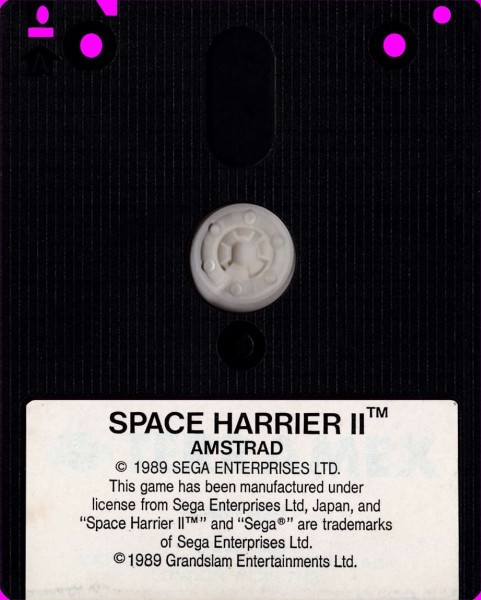 SPACE HARRIER II™
AMSTRAD
© 1989 SEGA ENTERPRISES LTD.
This game has been manufactured under
license from Sega Enterprises Ltd, Japan, and
“Space Harrier II™” and “Sega®” are trademarks
of Sega Enterprises Ltd.
©1989 Grandslam Entertainments Ltd.